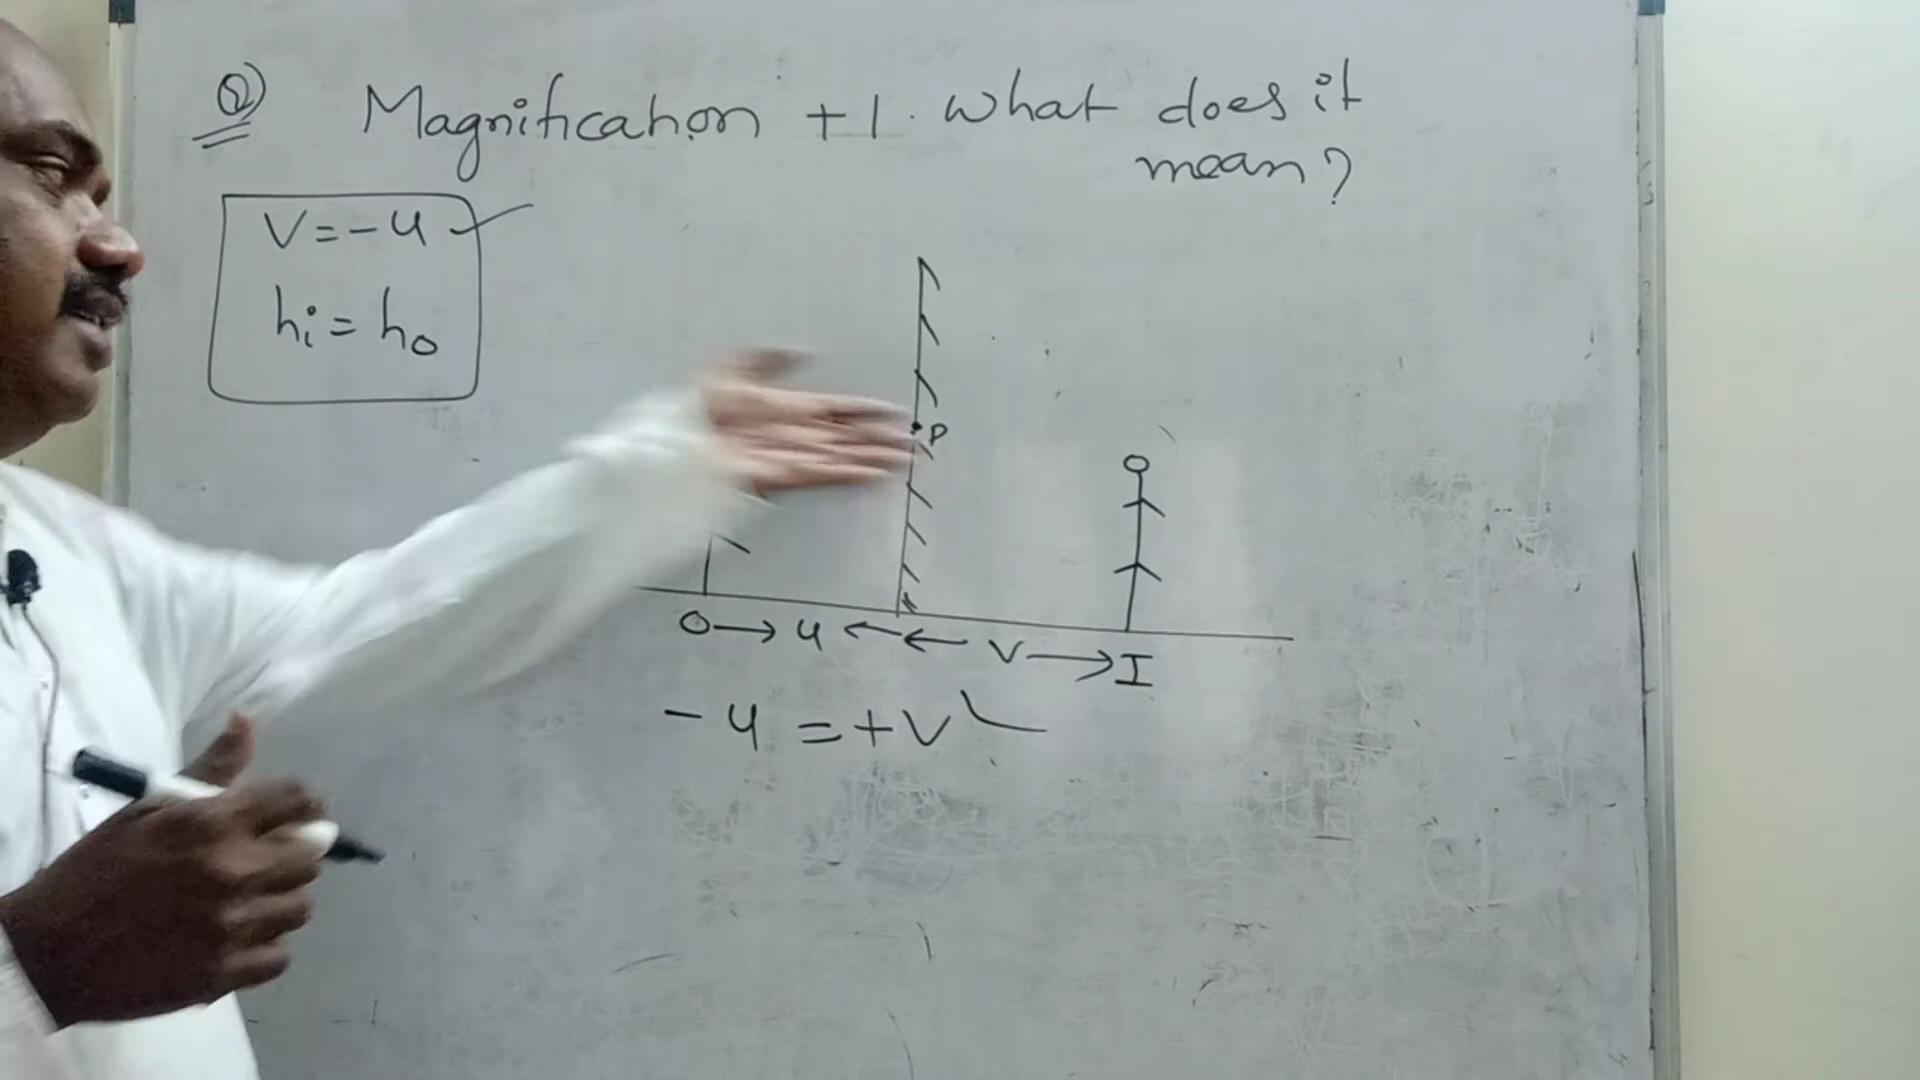 Q) Magnification +1. What does it
mean?
V = - u
hi = ho
P
O → u ← ← v → I
- u = + v